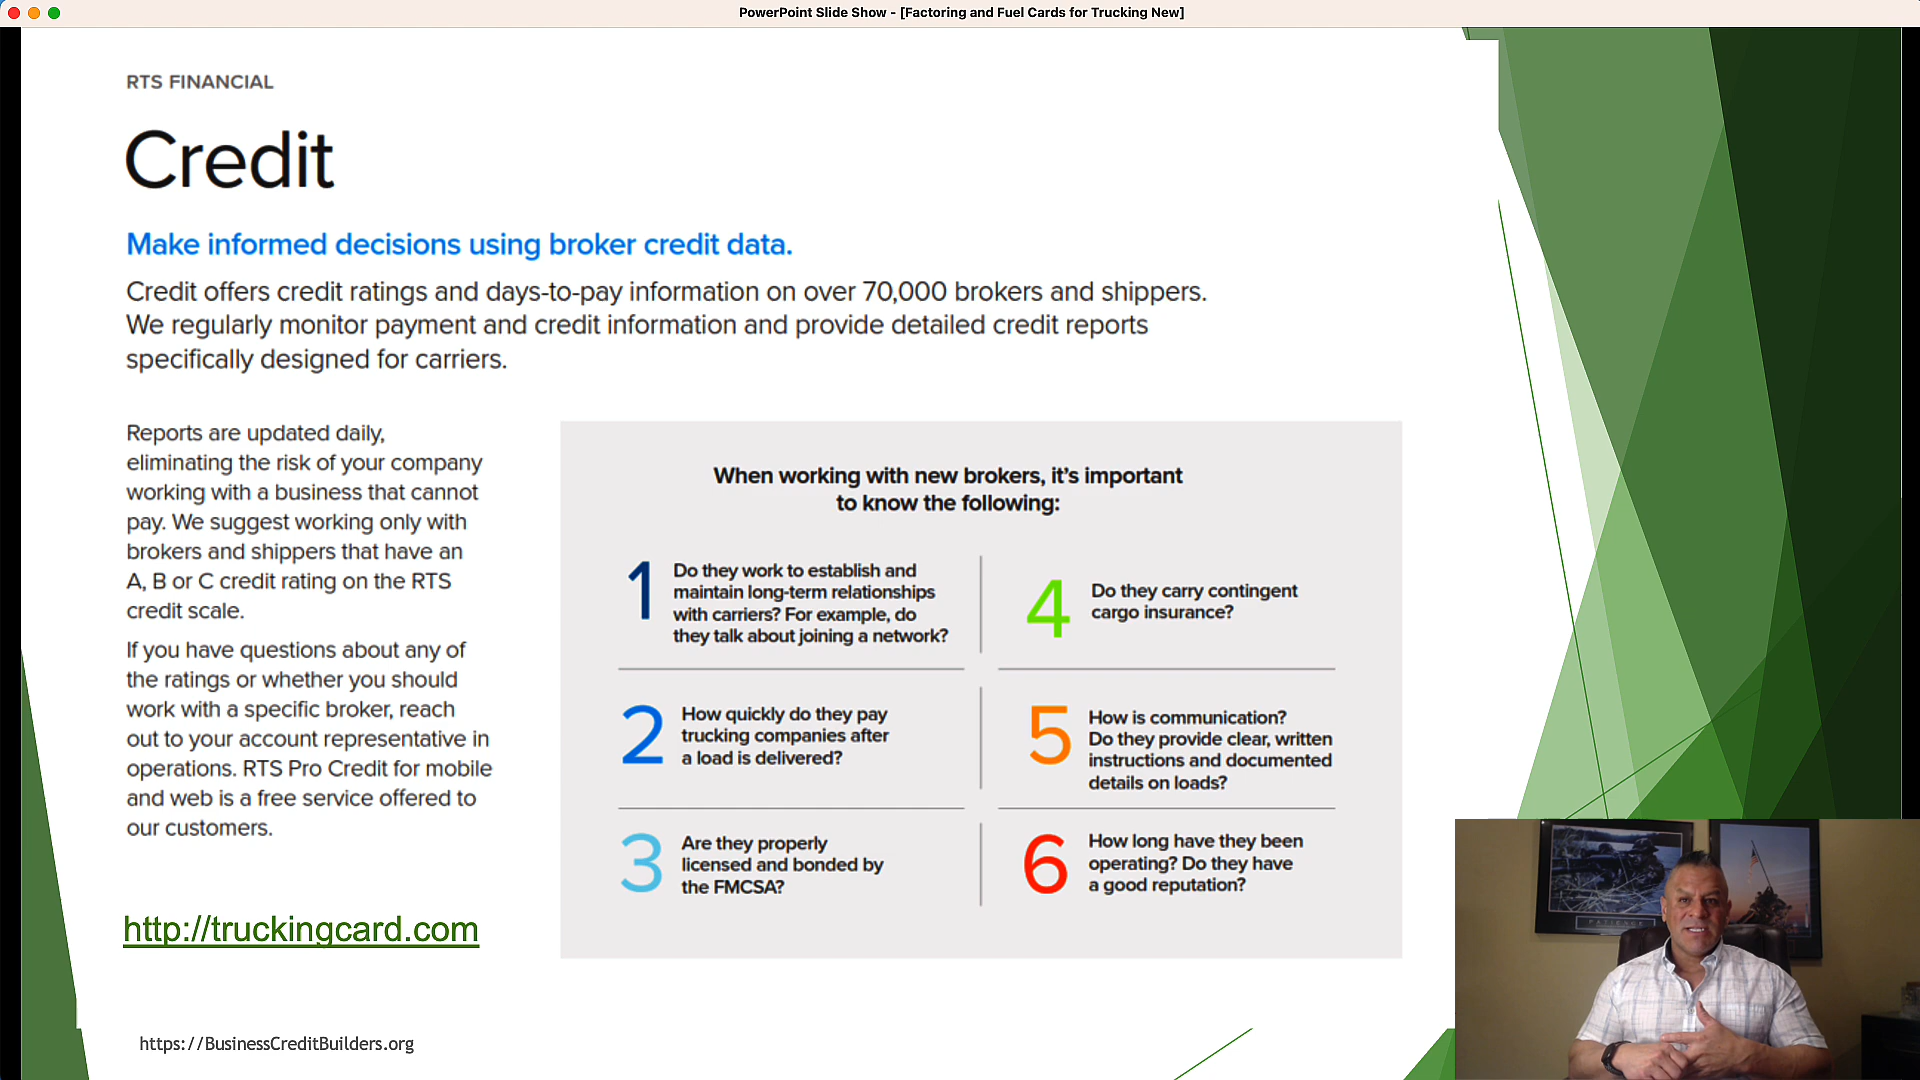 PowerPoint Slide Show - [Factoring and Fuel Cards for Trucking New]
RTS FINANCIAL
Credit
Make informed decisions using broker credit data.
Credit offers credit ratings and days-to-pay information on over 70,000 brokers and shippers.
We regularly monitor payment and credit information and provide detailed credit reports
specifically designed for carriers.
Reports are updated daily,
eliminating the risk of your company
working with a business that cannot
pay. We suggest working only with
brokers and shippers that have an
A, B or C credit rating on the RTS
credit scale.
If you have questions about any of
the ratings or whether you should
work with a specific broker, reach
out to your account representative in
operations. RTS Pro Credit for mobile
and web is a free service offered to
our customers.
http://truckingcard.com
When working with new brokers, it's important
to know the following:
1
Do they work to establish and
maintain long-term relationships
with carriers? For example, do
they talk about joining a network?
2
How quickly do they pay
trucking companies after
a load is delivered?
3
Are they properly
licensed and bonded by
the FMCSA?
4
Do they carry contingent
cargo insurance?
5
How is communication?
Do they provide clear, written
instructions and documented
details on loads?
6
How long have they been
operating? Do they have
a good reputation?
PATIENCE
https://BusinessCreditBuilders.org